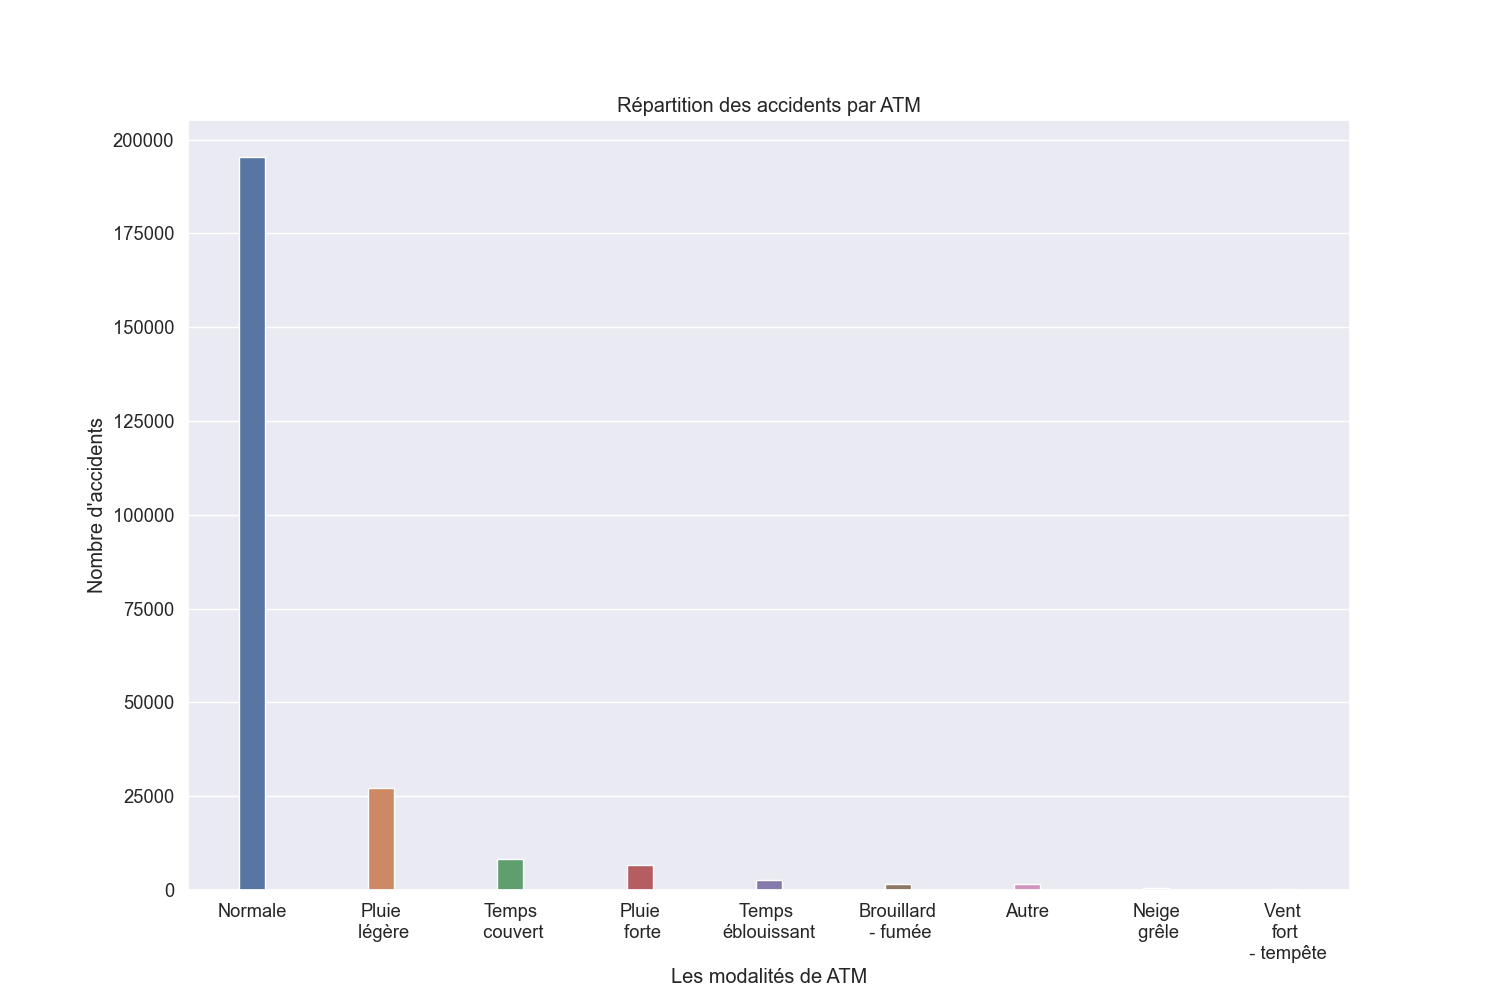 Répartition des accidents par ATM
200000
175000
150000
125000
100000
75000
50000
25000
0
Nombre d'accidents
Normale
Pluie
légère
Temps
couvert
Pluie
forte
Temps
éblouissant
Brouillard
- fumée
Autre
Neige
grêle
Vent
fort
- tempête
Les modalités de ATM